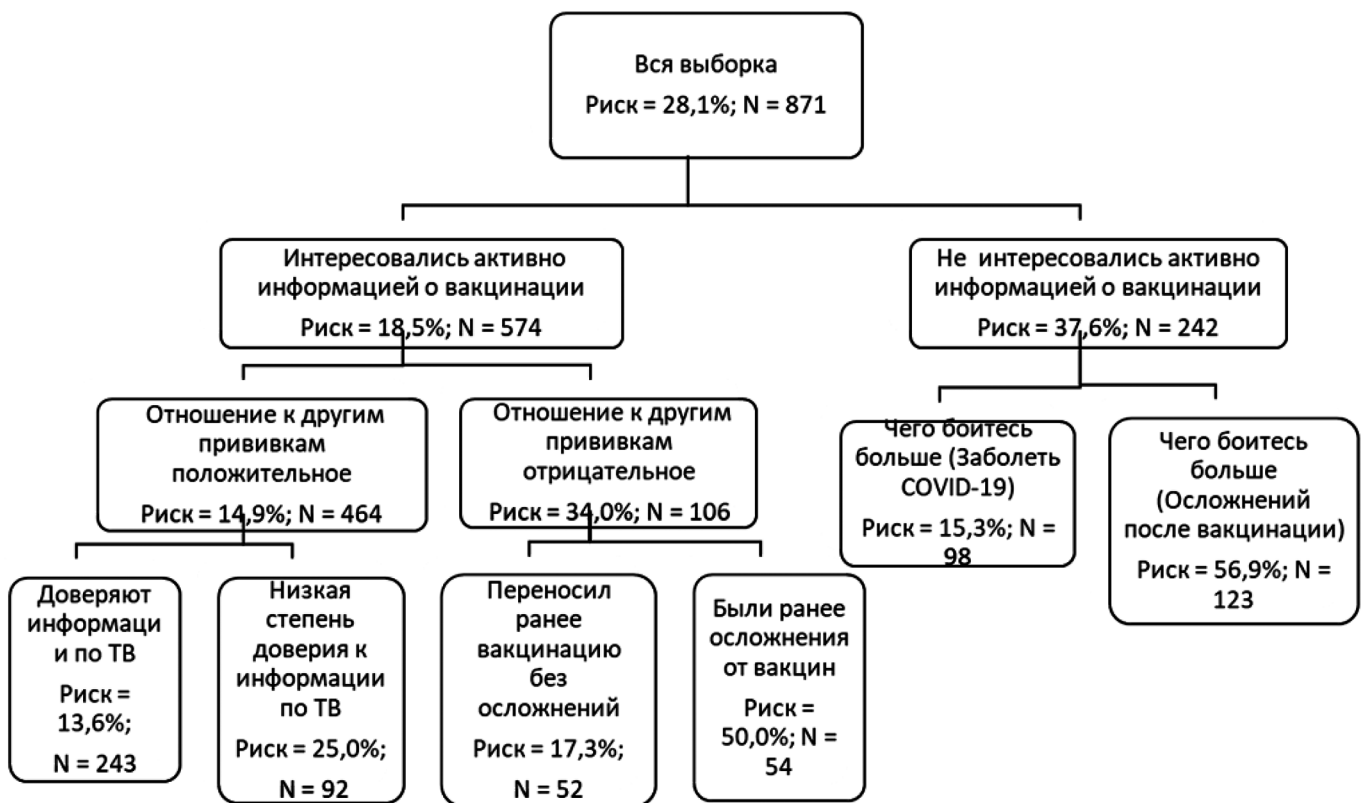 Вся выборка
Риск = 28,1%; N = 871
Интересовались активно
информацией о вакцинации
Риск = 18,5%; N = 574
Не интересовались активно
информацией о вакцинации
Риск = 37,6%; N = 242
Отношение к другим
прививкам
положительное
Риск = 14,9%; N = 464
Отношение к другим
прививкам
отрицательное
Риск = 34,0%; N = 106
Чего боитесь
больше (Заболеть
COVID-19)
Риск = 15,3%; N =
98
Чего боитесь
больше
(Осложнений
после вакцинации)
Риск = 56,9%; N =
123
Доверяют
информаци
и по ТВ
Риск =
13,6%;
N = 243
Низкая
степень
доверия к
информации
по ТВ
Риск = 25,0%;
N = 92
Переносил
ранее
вакцинацию
без
осложнений
Риск = 17,3%;
N = 52
Были ранее
осложнения
от вакцин
Риск =
50,0%; N =
54